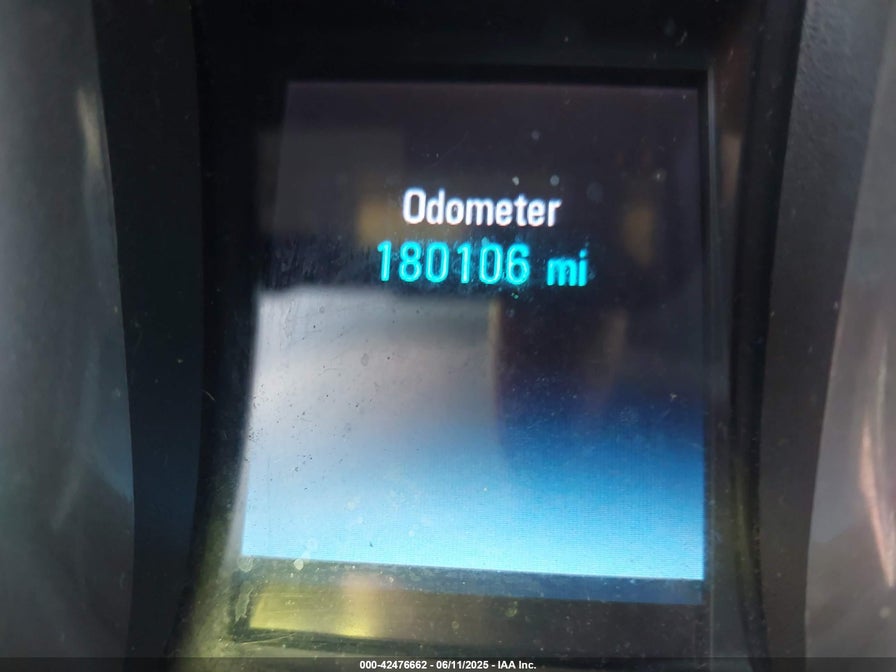 Odometer
180106 mi
000-42476662 - 06/11/2025 - IAA Inc.